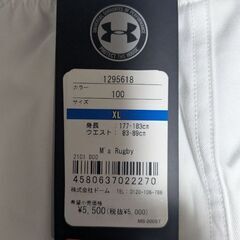 1295618
カラー
100
サイズ
XL
身長 177-183cm
ウエスト: 83-89cm
M's Rugby
2103 DOO
4580637022270
株式会社ドーム
希望小売価格
¥5,500(税抜¥5,000)